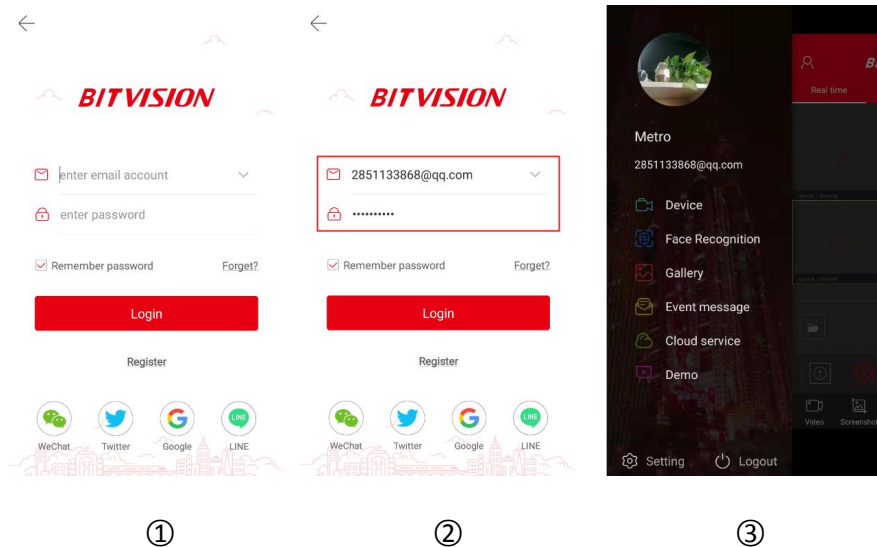 BITVISION
enter email account
enter password
Remember password Forget?
Login
Register
WeChat Twitter Google LINE
①
BITVISION
2851133868@qq.com
••••••••••
Remember password Forget?
Login
Register
WeChat Twitter Google LINE
②
Metro
2851133868@qq.com
Device
Face Recognition
Gallery
Event message
Cloud service
Demo
Setting Logout
Real time
Video Screenshot
③